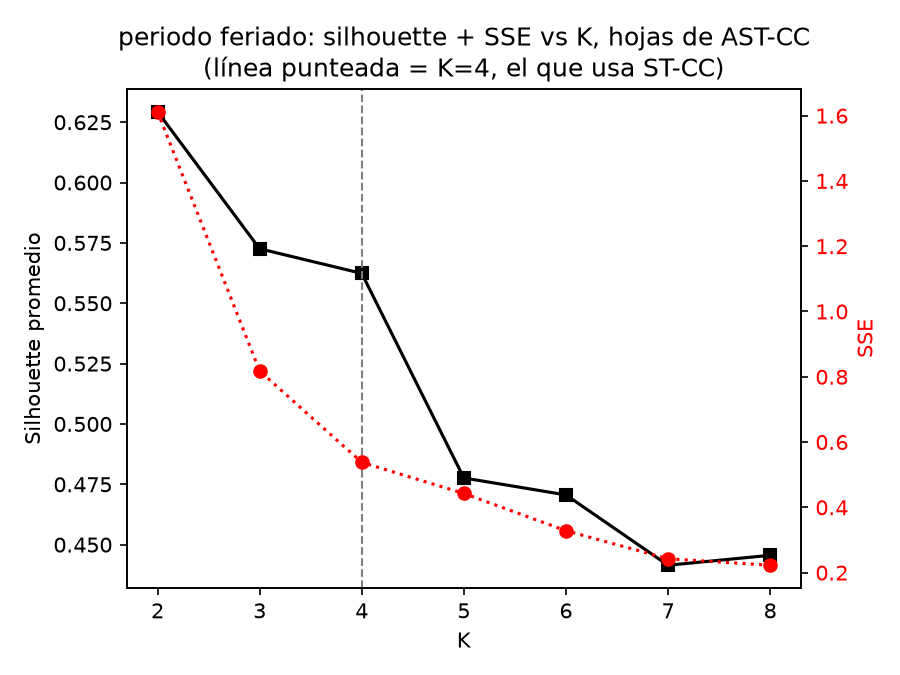 periodo feriado: silhouette + SSE vs K, hojas de AST-CC
(línea punteada = K=4, el que usa ST-CC)
Silhouette promedio
0.625
0.600
0.575
0.550
0.525
0.500
0.475
0.450
1.6
1.4
1.2
1.0
0.8
0.6
0.4
0.2
SSE
2 3 4 5 6 7 8
K